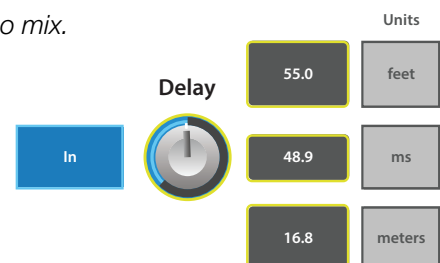 o mix.
Units
Delay
55.0
feet
In
48.9
ms
16.8
meters